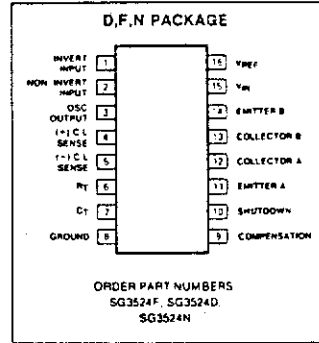 D,F,N PACKAGE
INVERT INPUT 1
NON INVERT INPUT 2
OSC OUTPUT 3
(+) C L SENSE 4
(−) C L SENSE 5
RT 6
CT 7
GROUND 8
16 VREF
15 VIN
14 EMITTER B
13 COLLECTOR B
12 COLLECTOR A
11 EMITTER A
10 SHUTDOWN
9 COMPENSATION
ORDER PART NUMBERS
SG3524F, SG3524D,
SG3524N